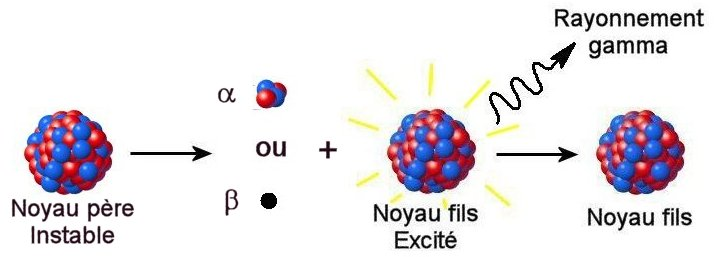 Rayonnement
gamma
α
ou
+
β
Noyau père
Instable
Noyau fils
Excité
Noyau fils